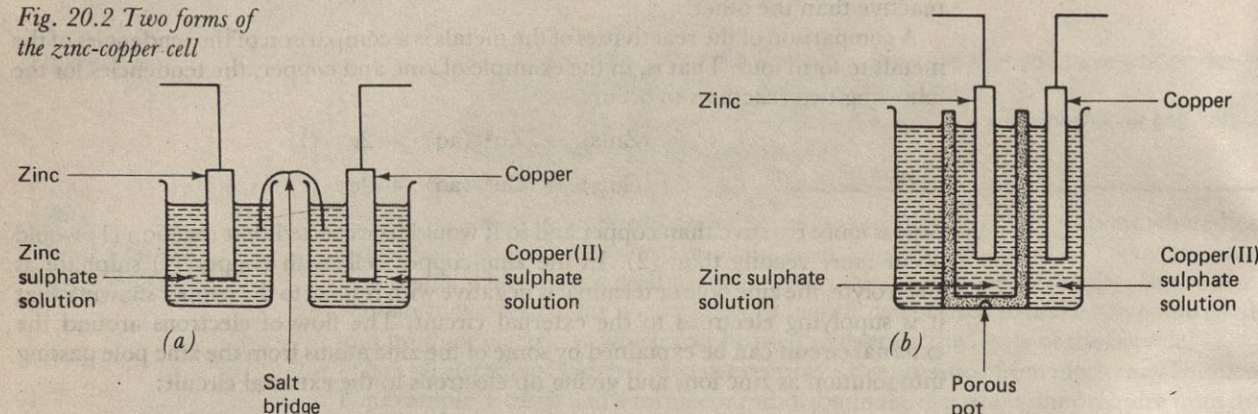 Fig. 20.2 Two forms of
the zinc-copper cell
Zinc
Copper
Zinc
sulphate
solution
Copper(II)
sulphate
solution
(a)
Salt
bridge
Zinc
Copper
Zinc sulphate
solution
Copper(II)
sulphate
solution
(b)
Porous
pot